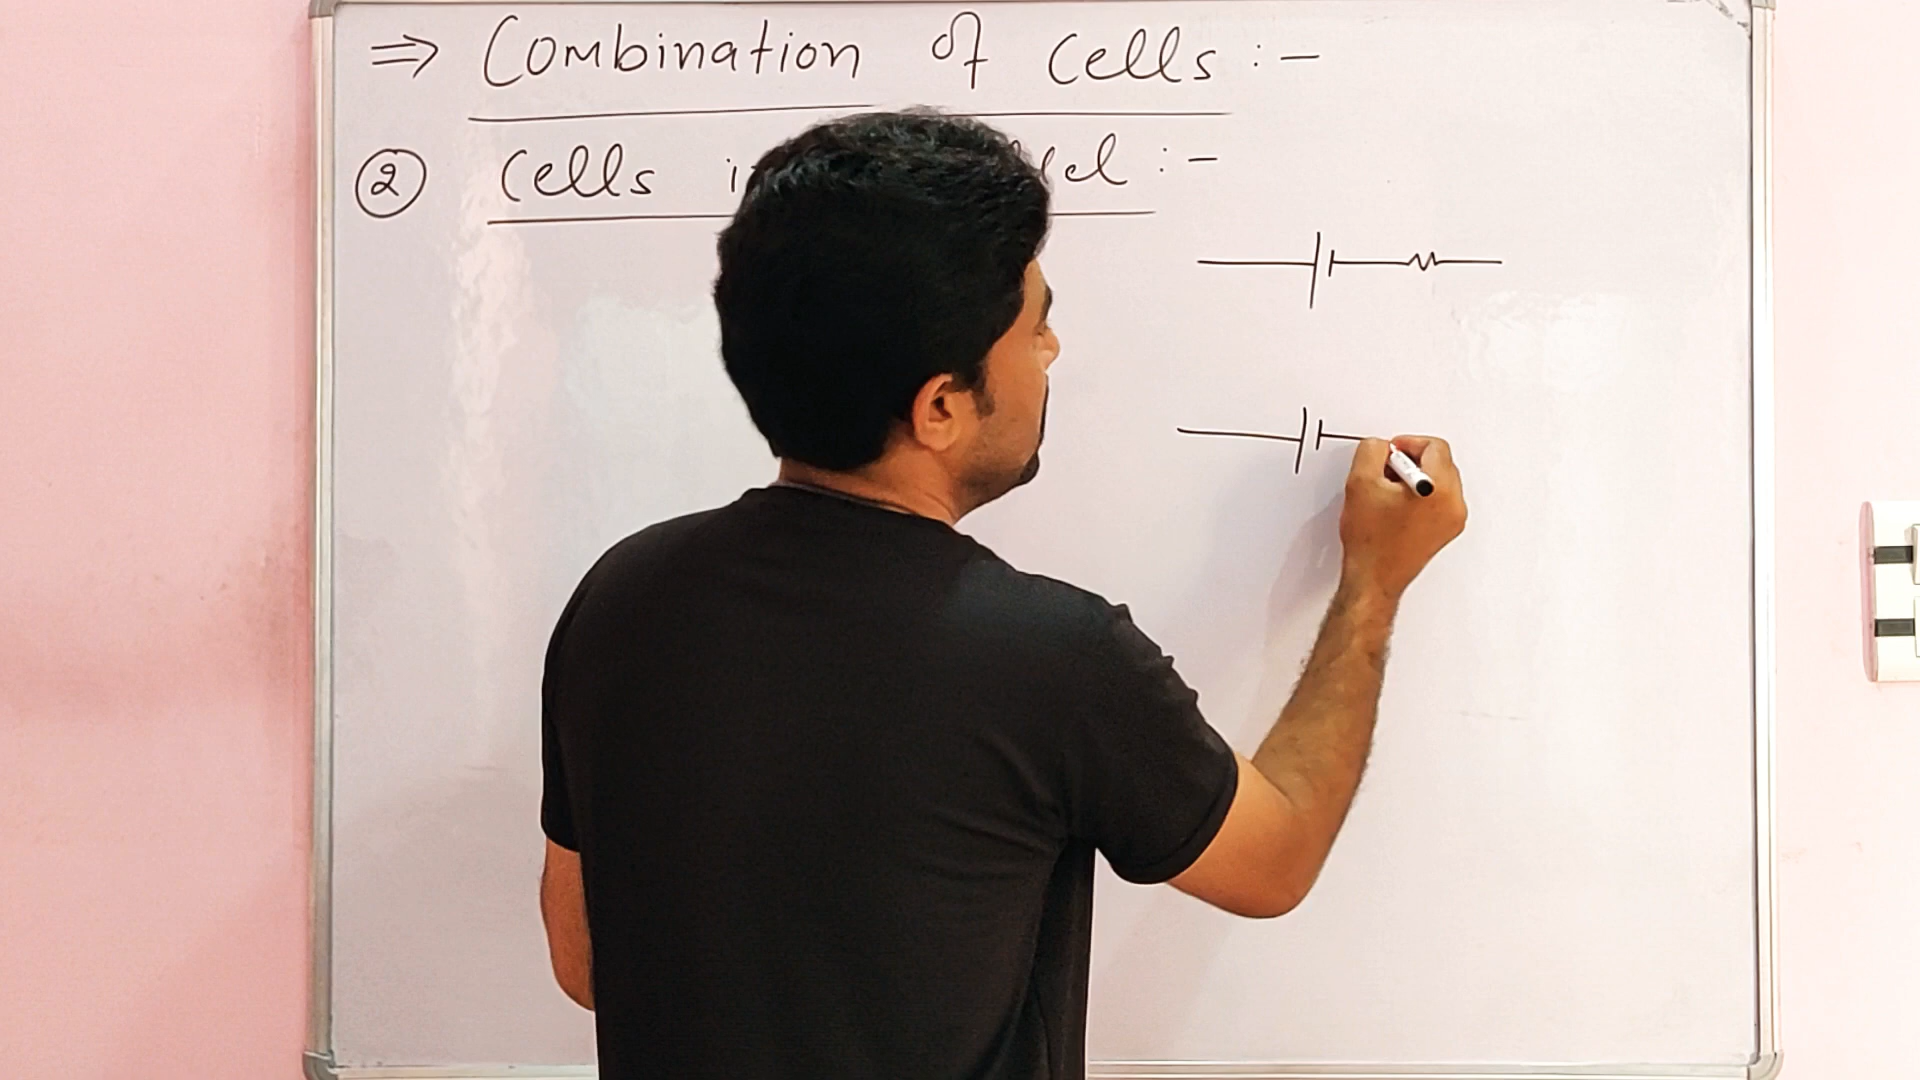 ⇒ Combination of cells :-
② Cells :-